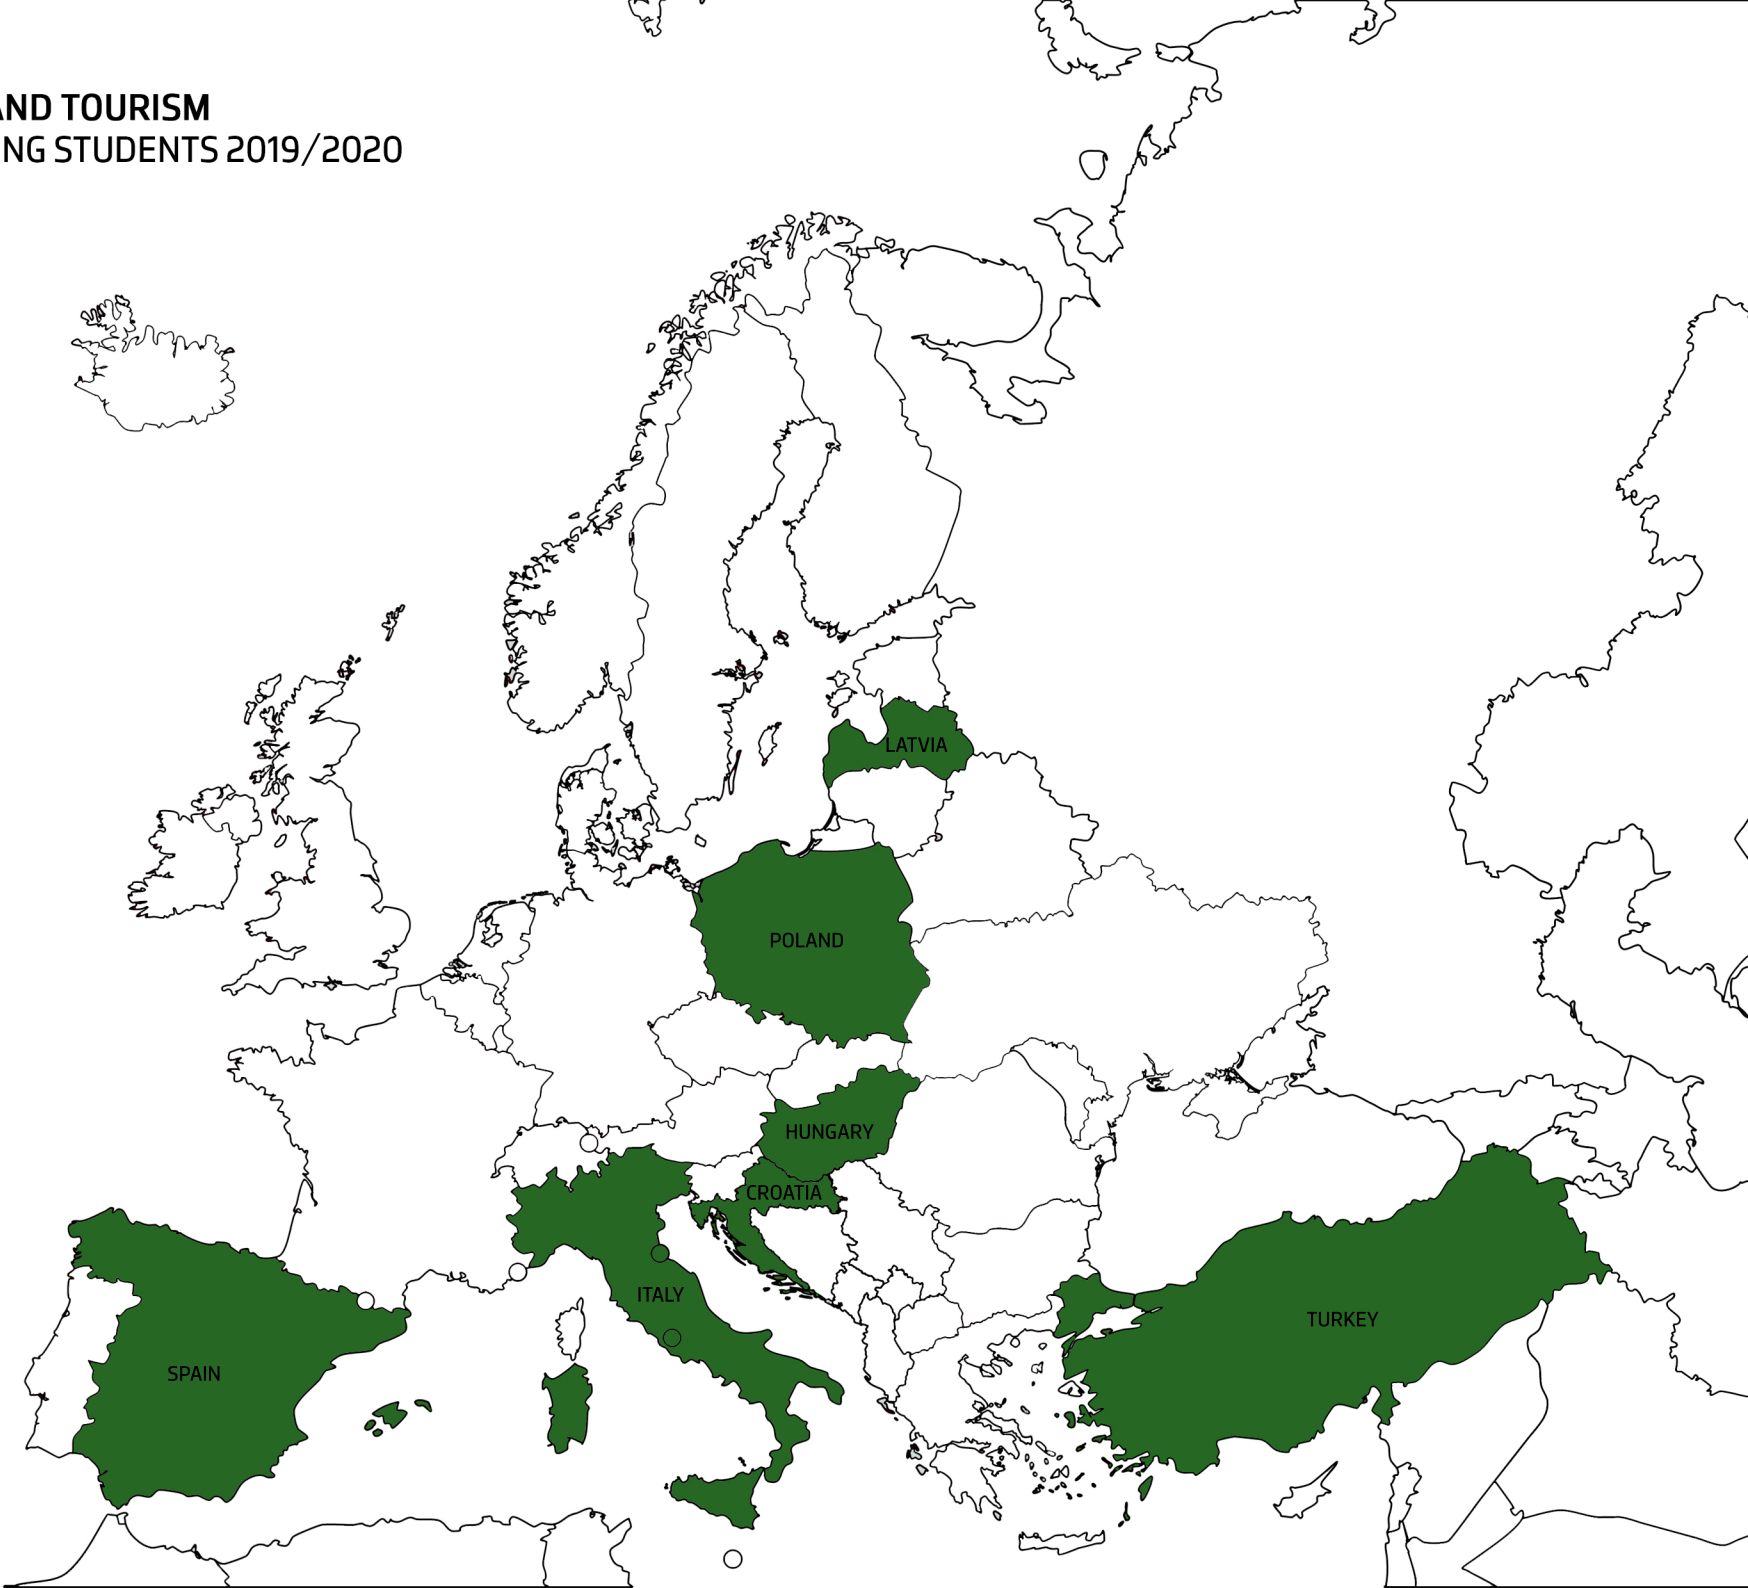 AND TOURISM
NG STUDENTS 2019/2020
LATVIA
POLAND
HUNGARY
CROATIA
ITALY
TURKEY
SPAIN